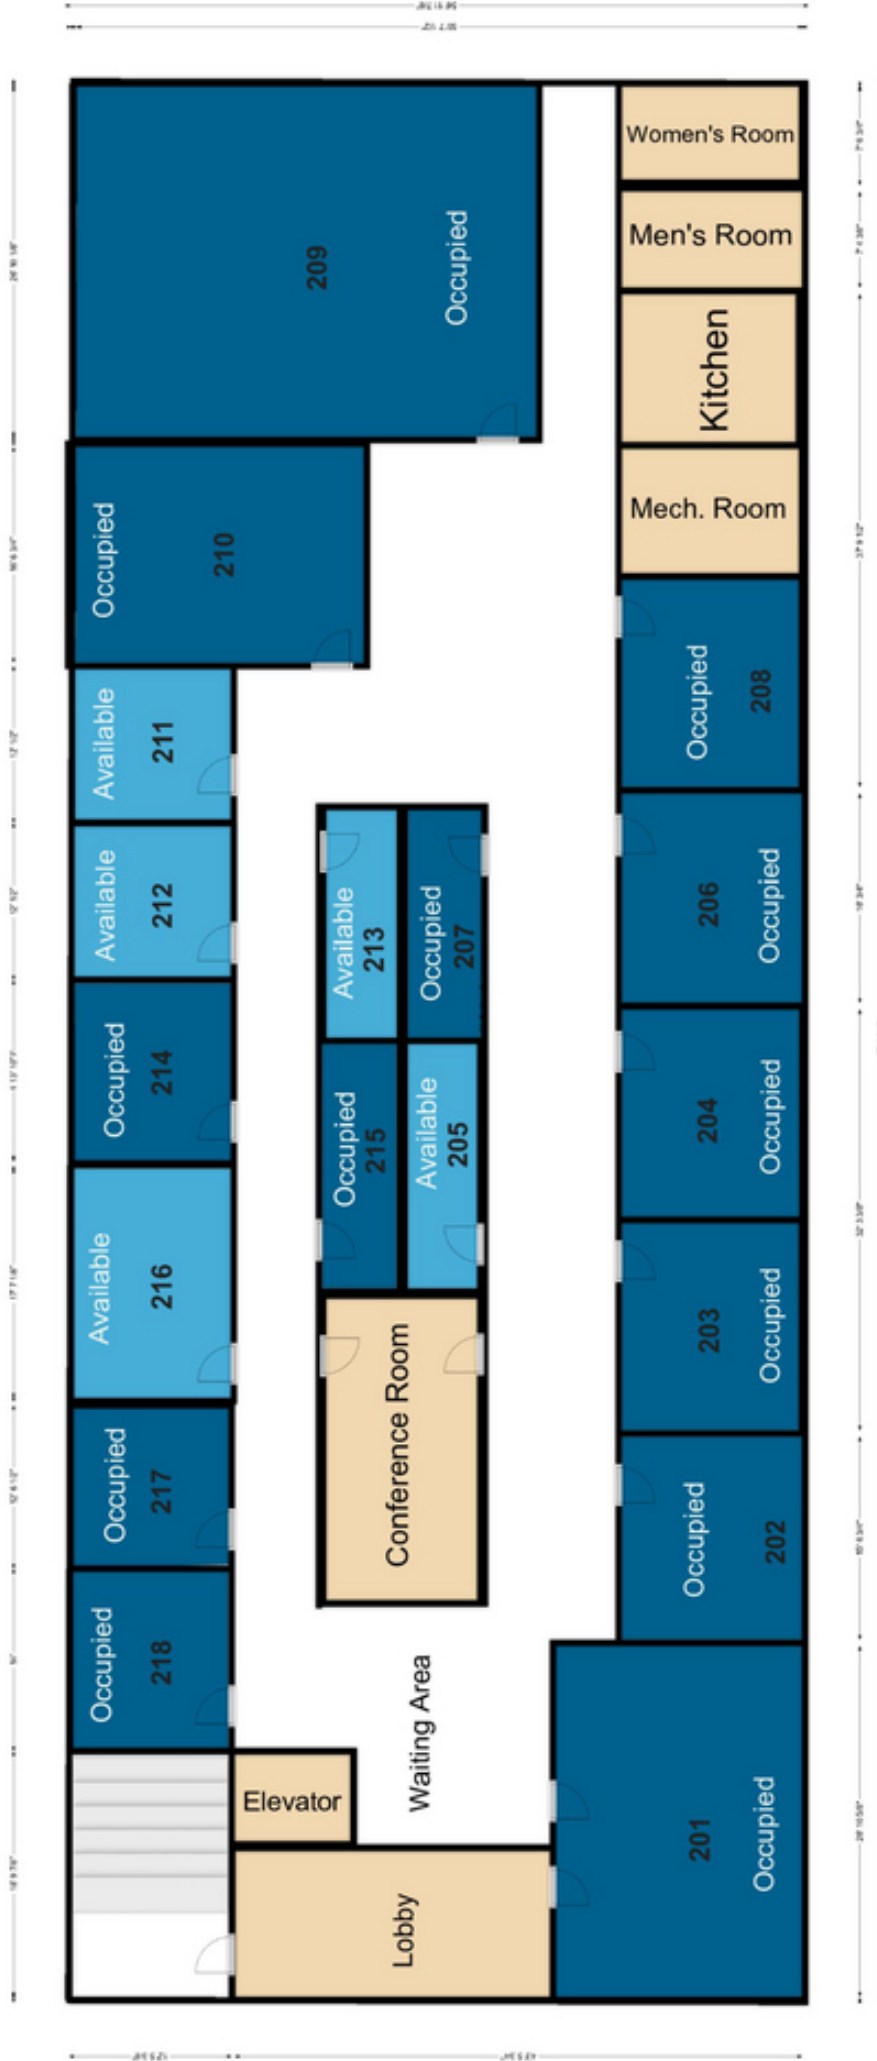 Women's Room
209
Occupied
Men's Room
Kitchen
Mech. Room
Occupied
210
Occupied
208
Available
211
Available
212
Available
213
Occupied
207
206
Occupied
Occupied
214
Occupied
215
Available
205
204
Occupied
Available
216
203
Occupied
Conference Room
Occupied
217
Occupied
202
Occupied
218
Waiting Area
Elevator
201
Occupied
Lobby